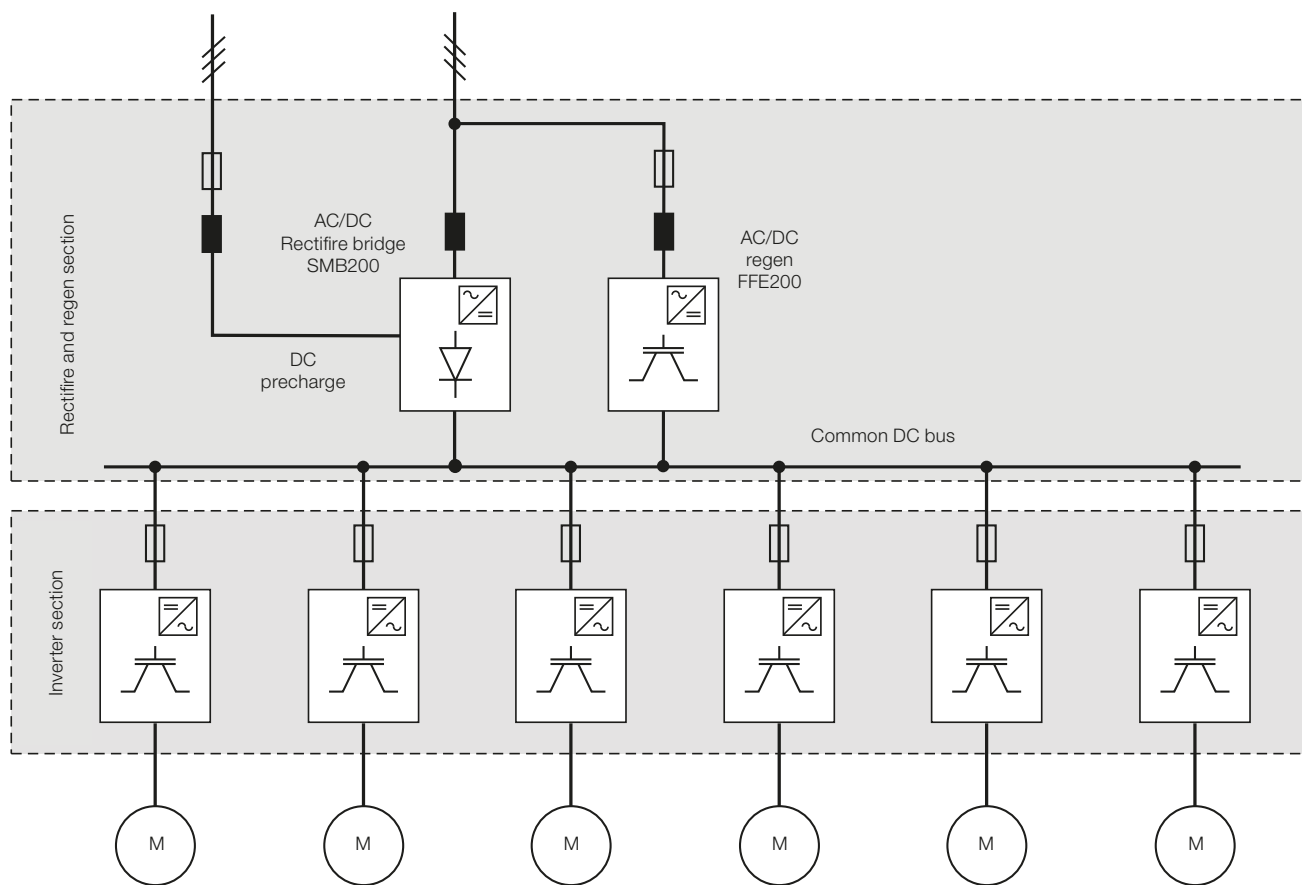 Rectifire and regen section
AC/DC
Rectifire bridge
SMB200
AC/DC
regen
FFE200
DC
precharge
Common DC bus
Inverter section
M
M
M
M
M
M